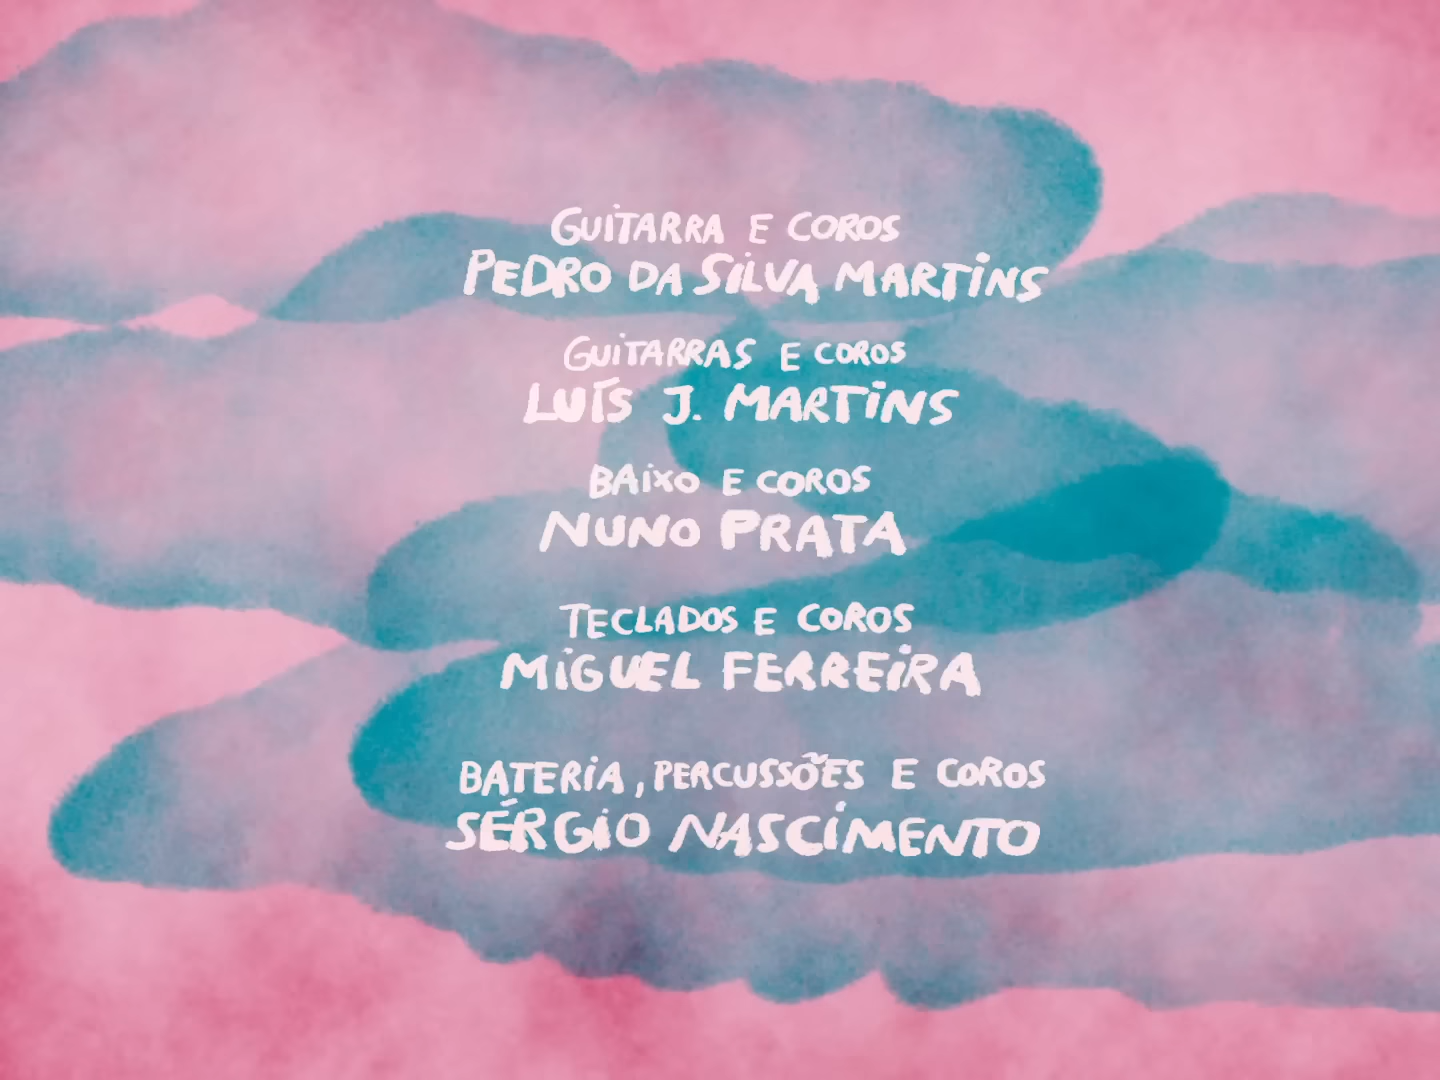 GUITARRA E COROS
PEDRO DA SILVA MARTINS
GUITARRAS E COROS
LUÍS J. MARTINS
BAIXO E COROS
NUNO PRATA
TECLADOS E COROS
MIGUEL FERREIRA
BATERIA, PERCUSSÕES E COROS
SÉRGIO NASCIMENTO